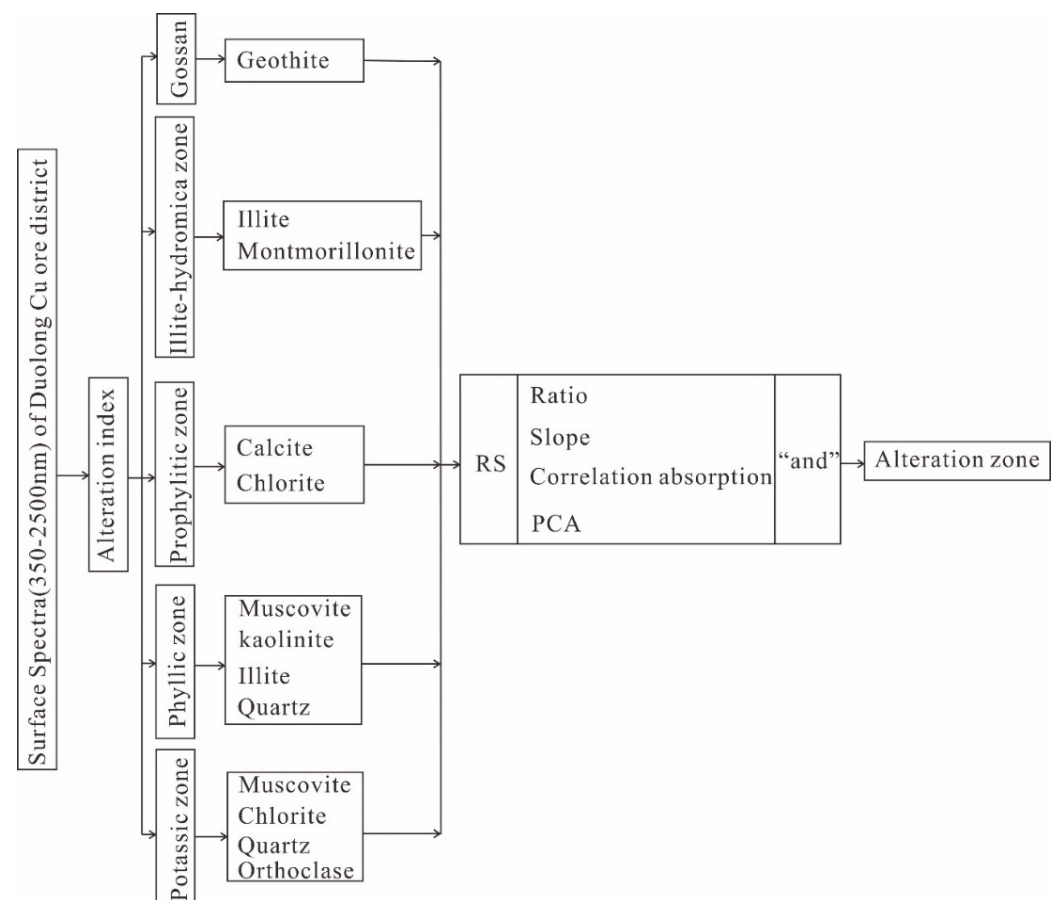 Surface Spectra(350-2500nm) of Duolong Cu ore district
Alteration index
Gossan
Geothite
Illite-hydromica zone
Illite
Montmorillonite
Prophylitic zone
Calcite
Chlorite
Phyllic zone
Muscovite
kaolinite
Illite
Quartz
Potassic zone
Muscovite
Chlorite
Quartz
Orthoclase
RS
Ratio
Slope
Correlation absorption
PCA
“and”
Alteration zone